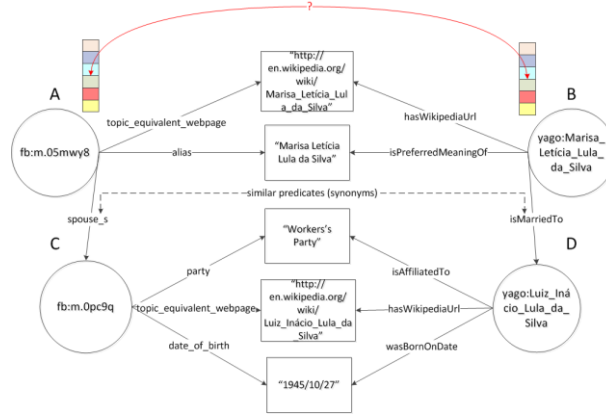 ?
A
B
"http://
en.wikipedia.org/
wiki/
Marisa_Letícia_Lul
a_da_Silva"
topic_equivalent_webpage
hasWikipediaUrl
fb:m.05mwy8
alias
"Marisa Letícia
Lula da Silva"
isPreferredMeaningOf
yago:Marisa_
Letícia_Lula_
da_Silva
similar predicates (synonyms)
spouse_s
isMarriedTo
C
D
"Workers's
Party"
party
isAffiliatedTo
fb:m.0pc9q
topic_equivalent_webpage
"http://
en.wikipedia.org/
wiki/
Luiz_Inácio_Lula_da
_Silva"
hasWikipediaUrl
yago:Luiz_Iná
cio_Lula_da_
Silva
date_of_birth
wasBornOnDate
"1945/10/27"